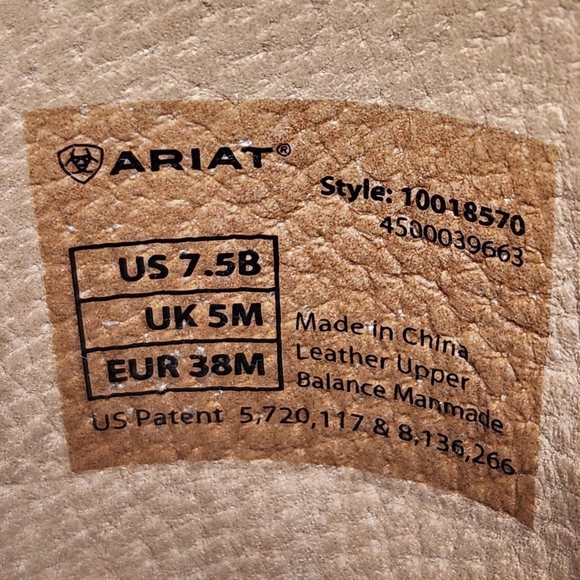 ARIAT®
Style: 10018570
4500039663
US 7.5B
UK 5M
EUR 38M
Made in China
Leather Upper
Balance Manmade
US Patent 5,720,117 & 8,136,266